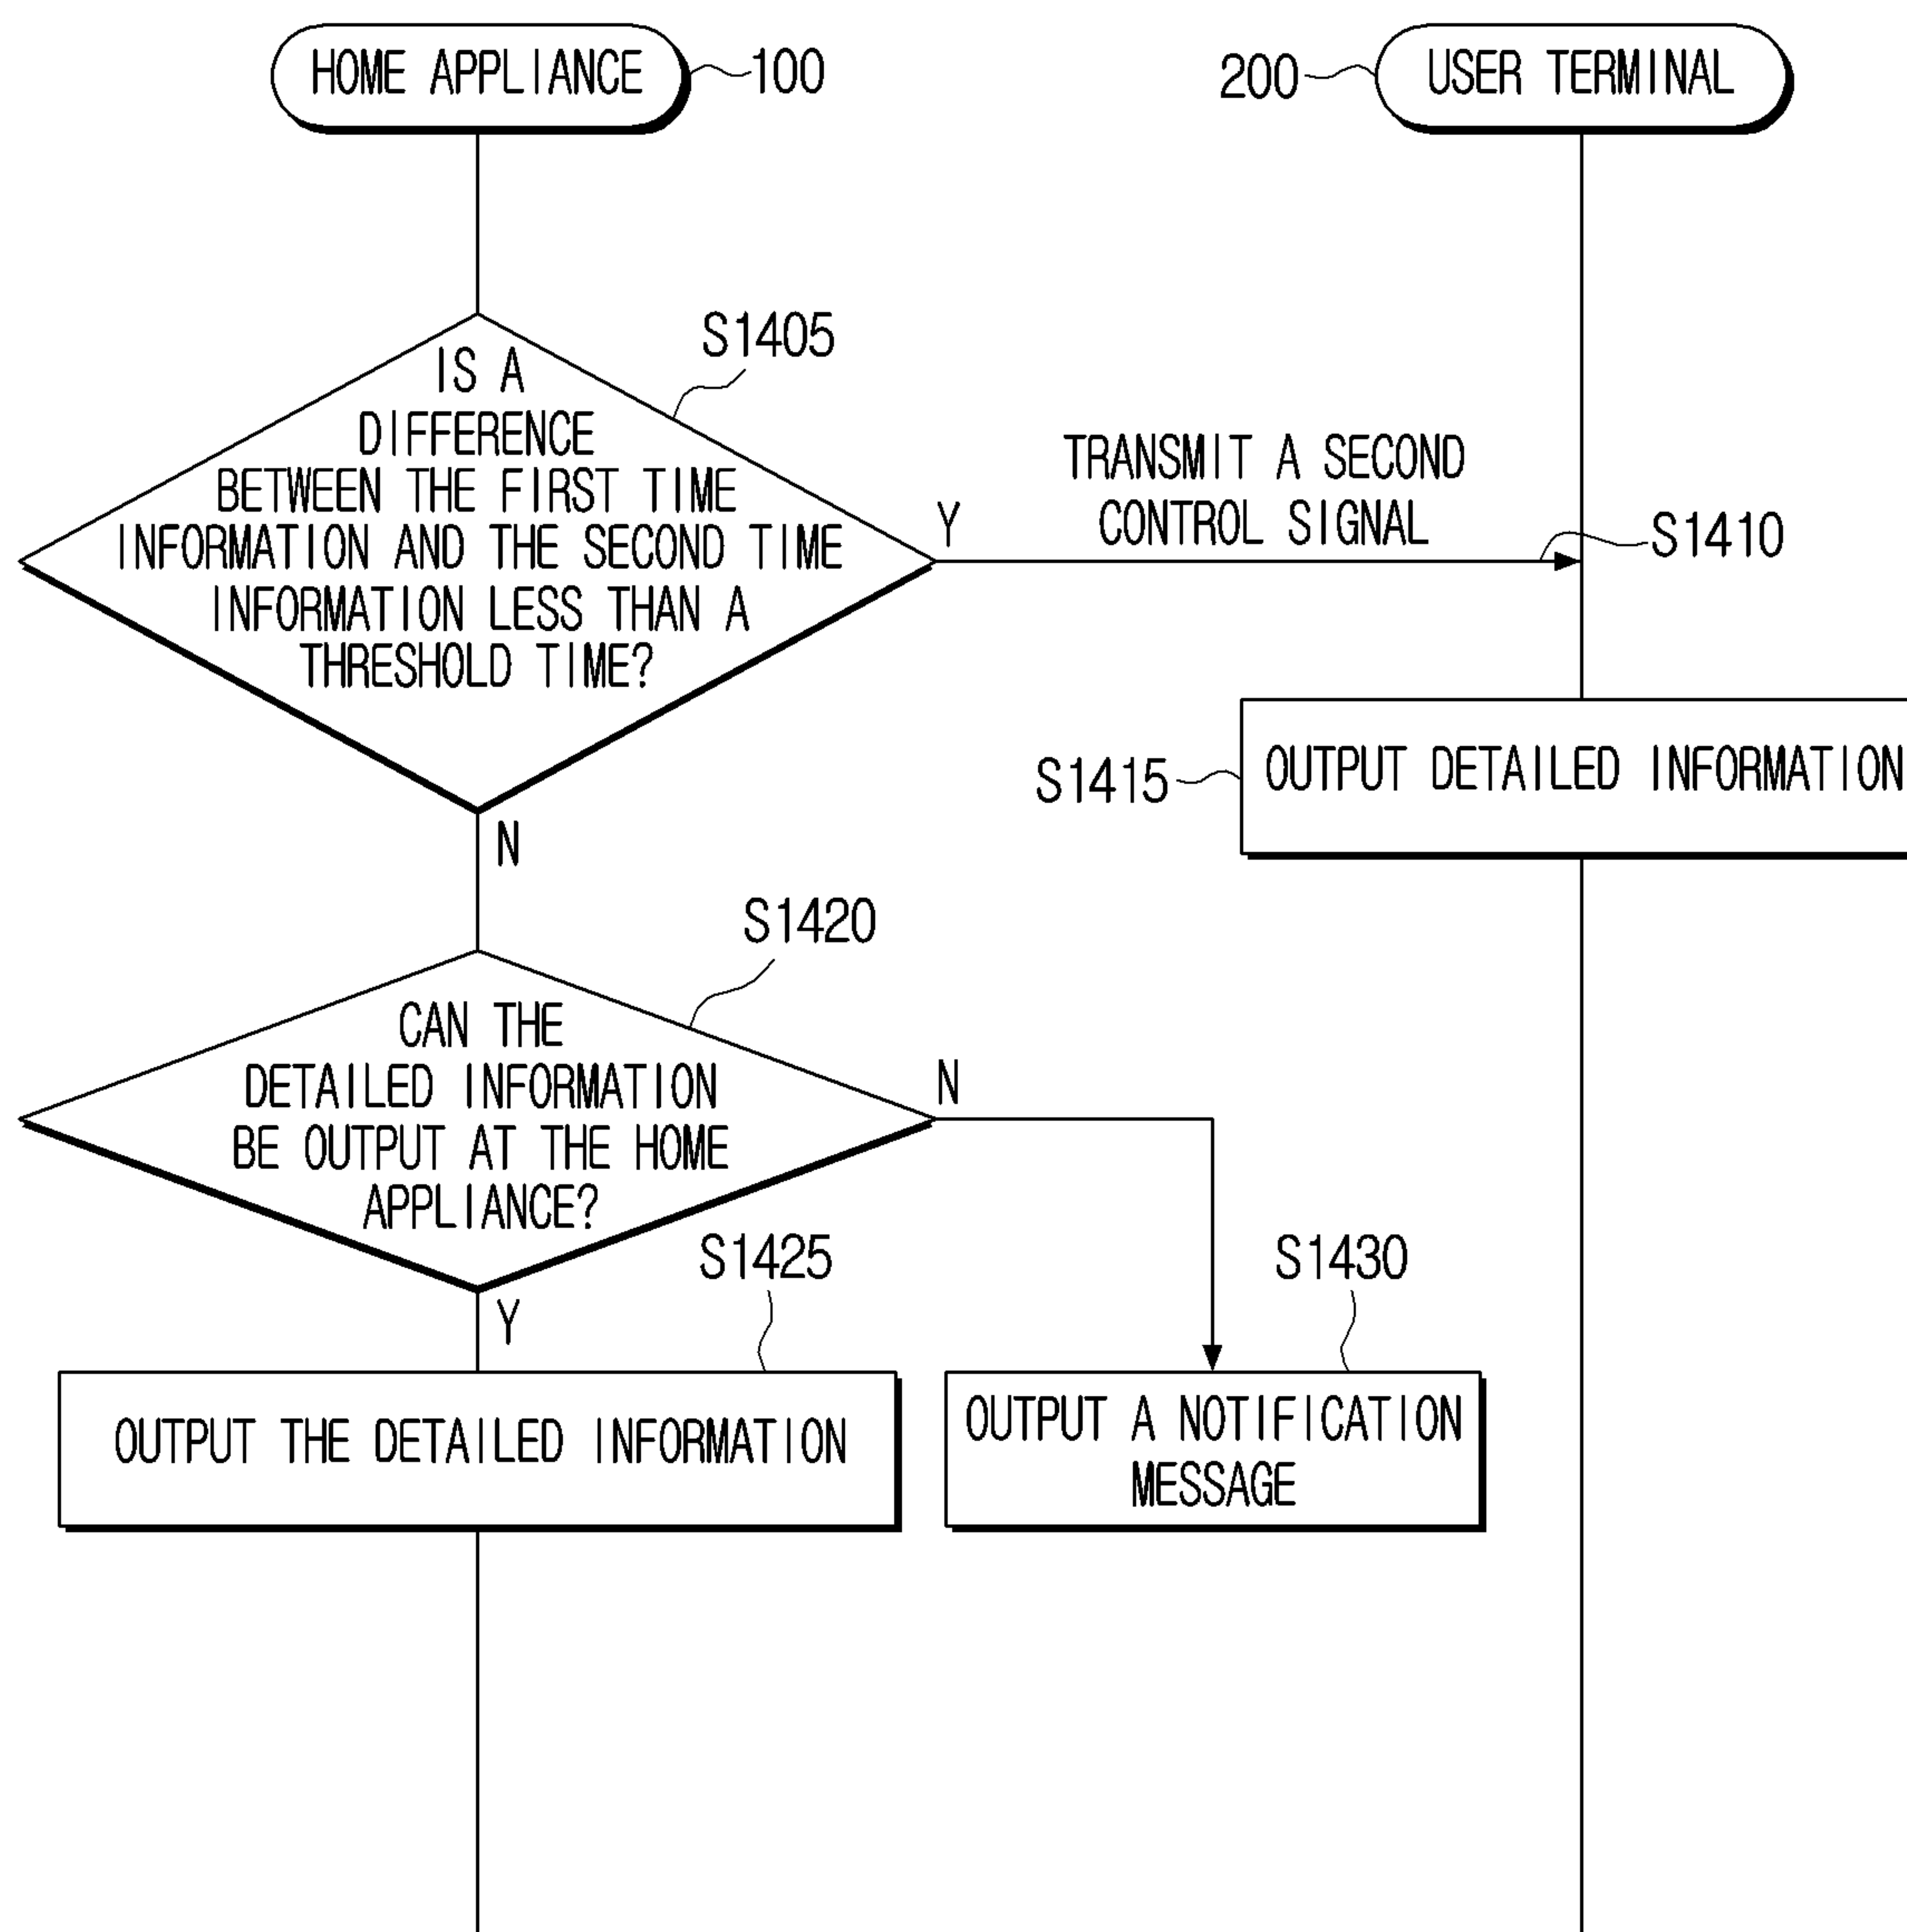 HOME APPLIANCE
100
200
USER TERMINAL
S1405
IS A
DIFFERENCE
BETWEEN THE FIRST TIME
INFORMATION AND THE SECOND TIME
INFORMATION LESS THAN A
THRESHOLD TIME?
Y
TRANSMIT A SECOND
CONTROL SIGNAL
S1410
S1415
OUTPUT DETAILED INFORMATION
N
S1420
CAN THE
DETAILED INFORMATION
BE OUTPUT AT THE HOME
APPLIANCE?
N
Y
S1425
S1430
OUTPUT THE DETAILED INFORMATION
OUTPUT A NOTIFICATION
MESSAGE